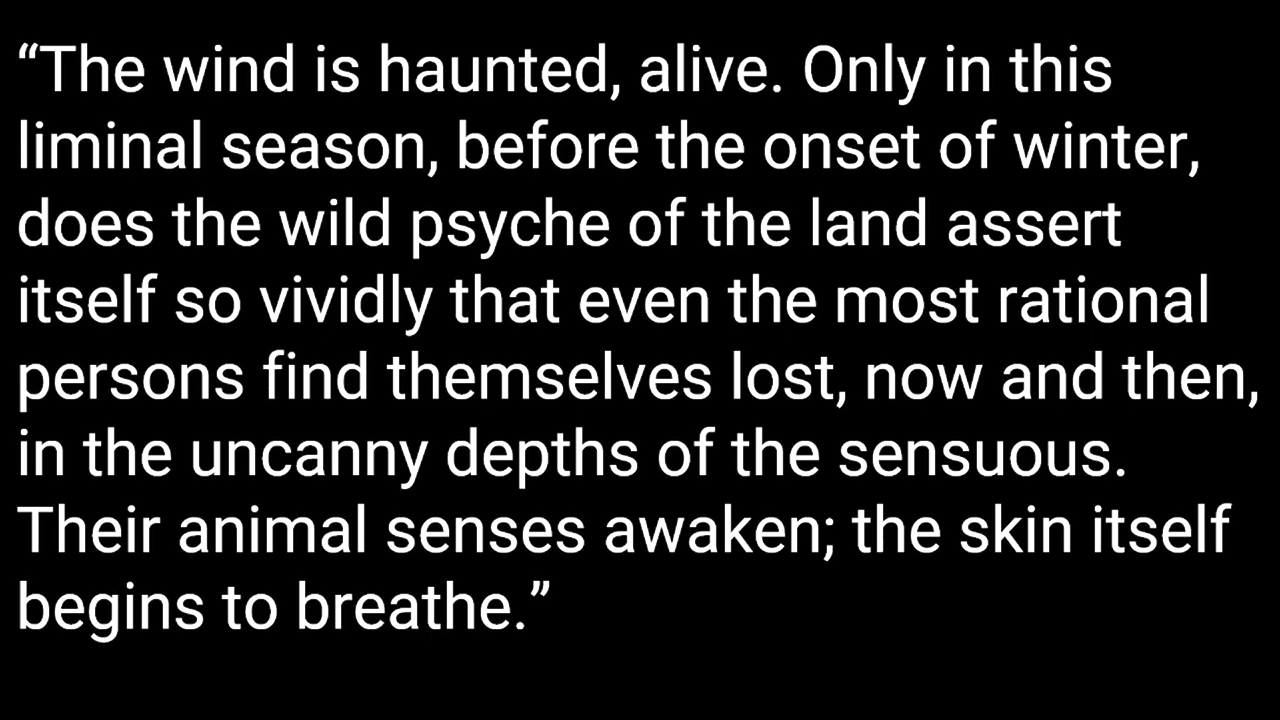 “The wind is haunted, alive. Only in this
liminal season, before the onset of winter,
does the wild psyche of the land assert
itself so vividly that even the most rational
persons find themselves lost, now and then,
in the uncanny depths of the sensuous.
Their animal senses awaken; the skin itself
begins to breathe.”